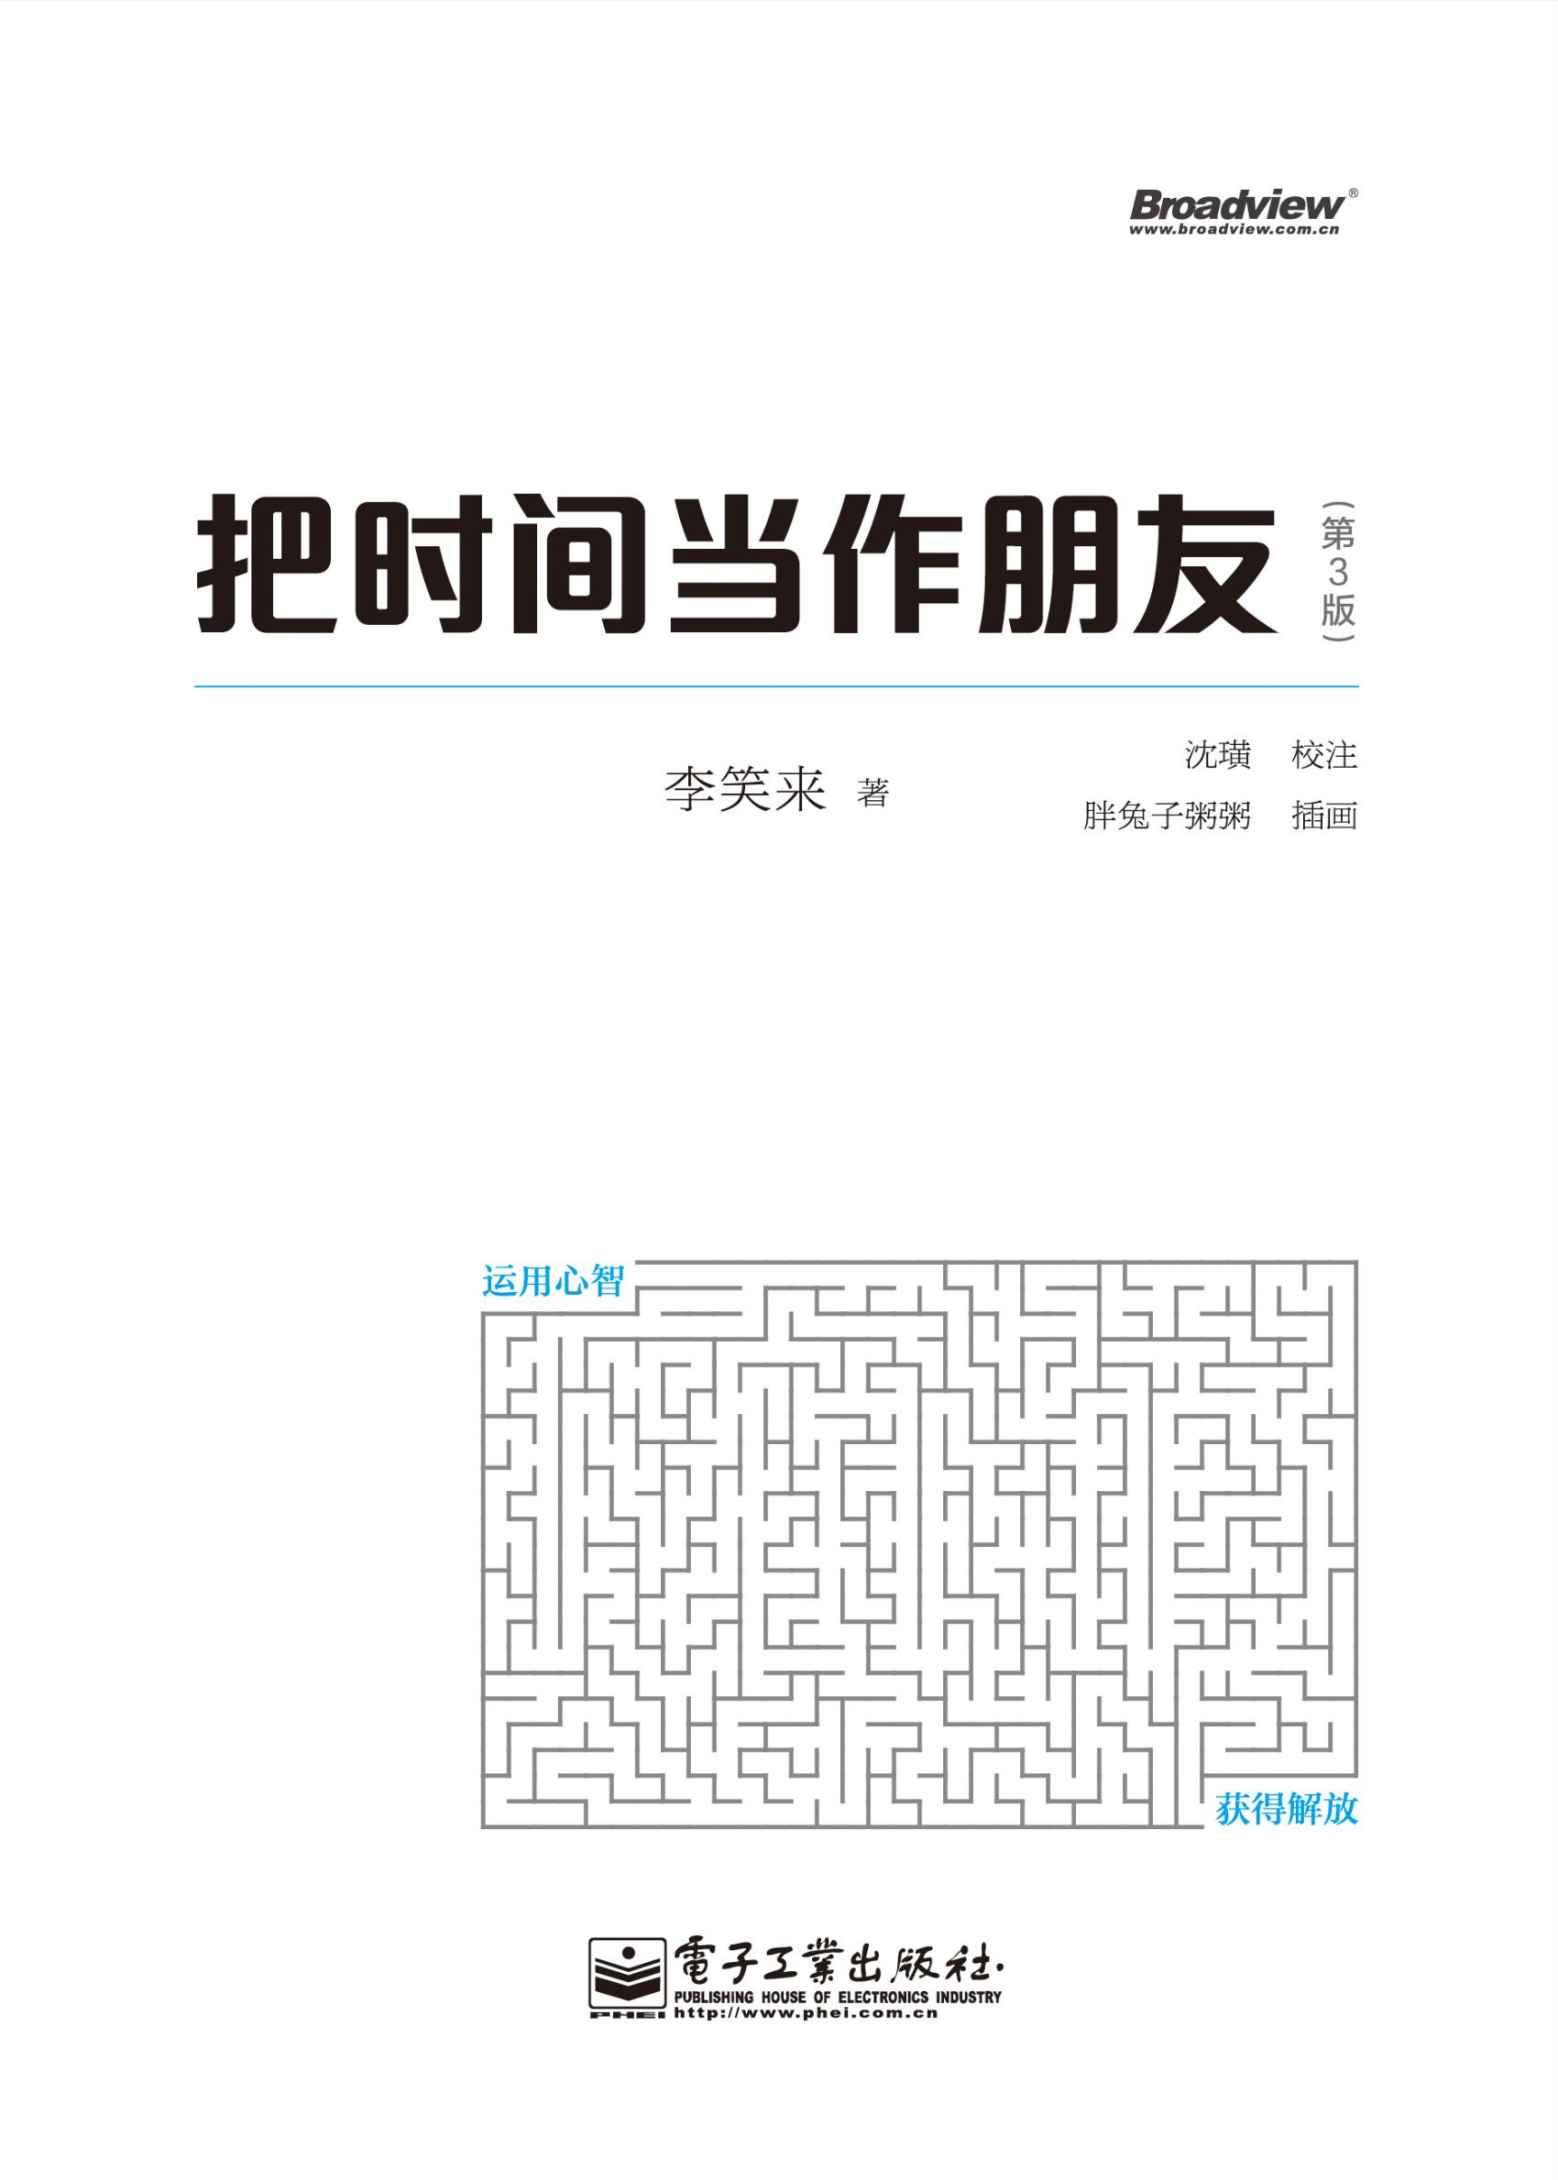 Broadview®
www.broadview.com.cn
把时间当作朋友
（第3版）
李笑来 著
沈璜 校注
胖兔子粥粥 插画
运用心智
获得解放
電子工業出版社·
PUBLISHING HOUSE OF ELECTRONICS INDUSTRY
PHEI http://www.phei.com.cn